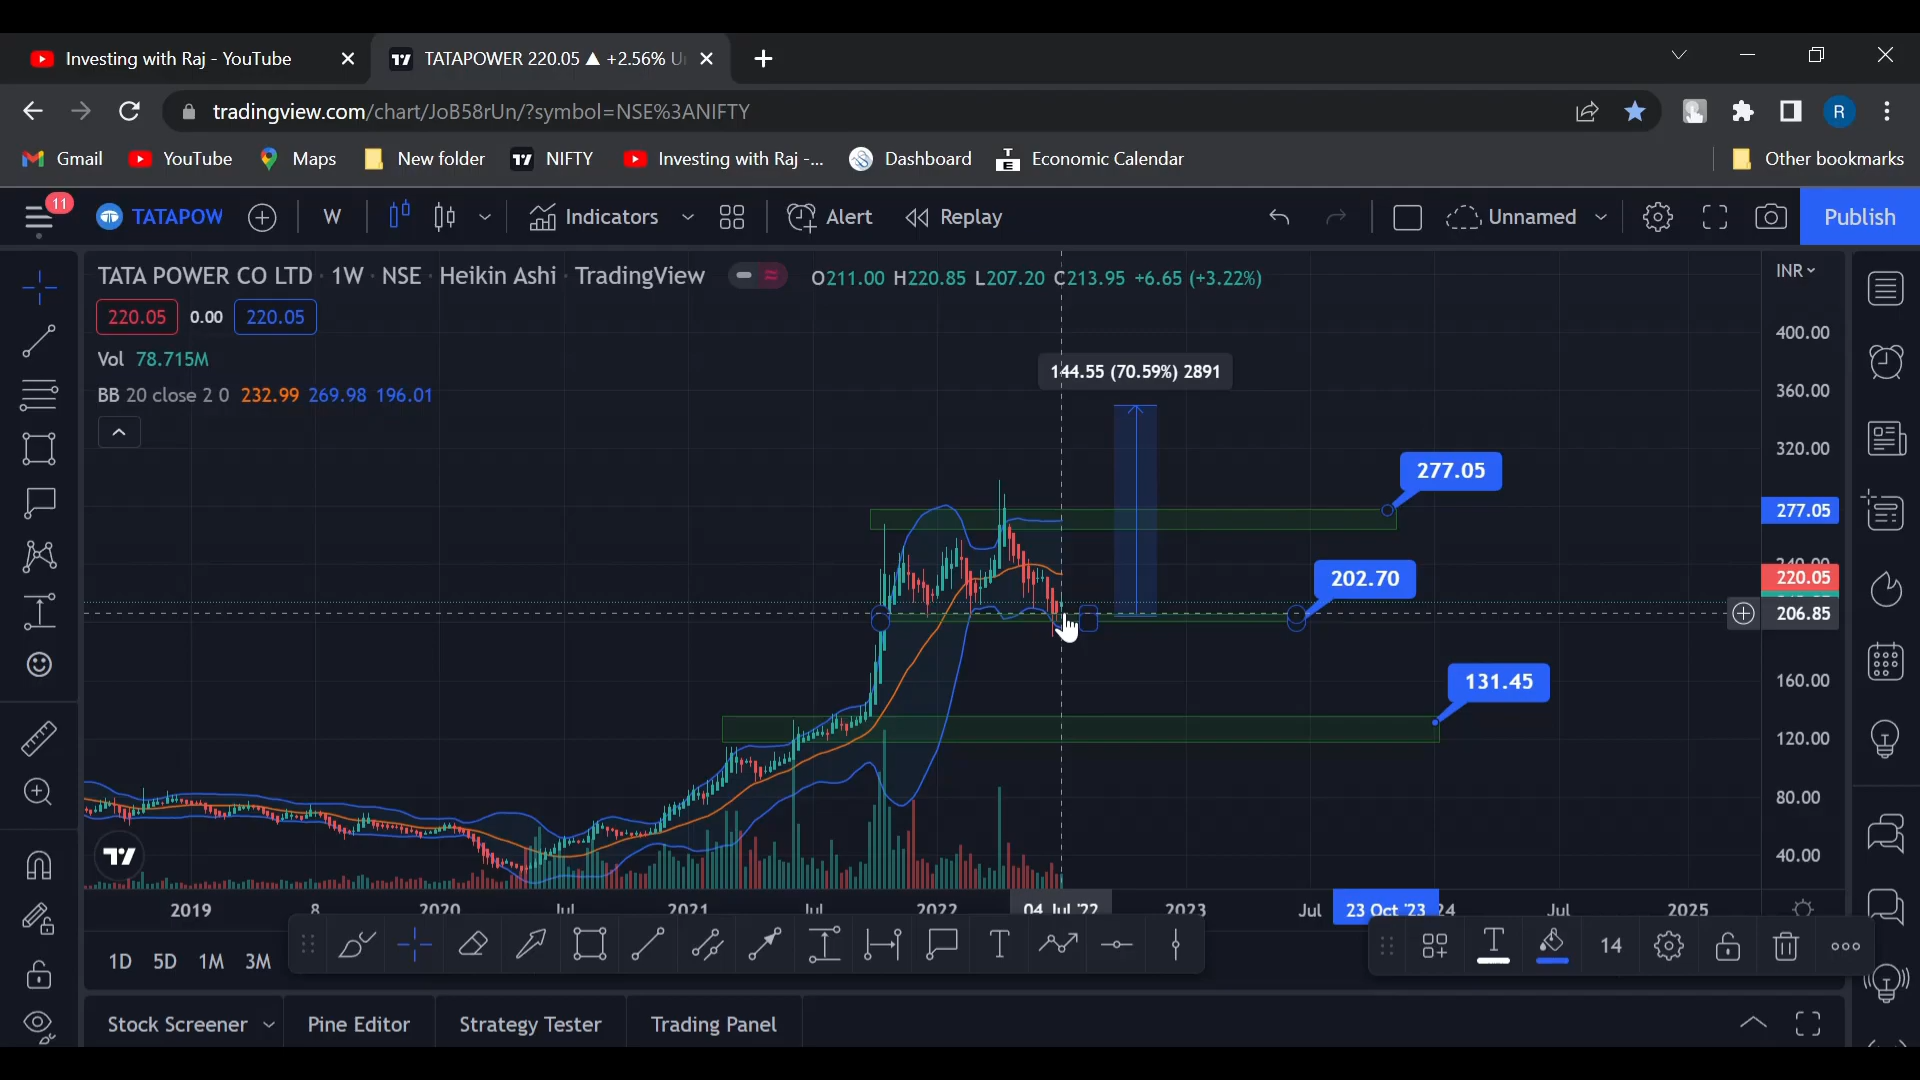 Investing with Raj - YouTube
TATAPOWER 220.05 ▲ +2.56% U
tradingview.com/chart/JoB58rUn/?symbol=NSE%3ANIFTY
R
Gmail
YouTube
Maps
New folder
NIFTY
Investing with Raj -...
Dashboard
Economic Calendar
Other bookmarks
11
TATAPOW
W
Indicators
Alert
Replay
Unnamed
Publish
TATA POWER CO LTD · 1W · NSE · Heikin Ashi · TradingView
O211.00 H220.85 L207.20 C213.95 +6.65 (+3.22%)
INR
220.05
0.00
220.05
Vol 78.715M
BB 20 close 2 0 232.99 269.98 196.01
144.55 (70.59%) 2891
277.05
202.70
131.45
400.00
360.00
320.00
277.05
240.00
220.05
206.85
160.00
120.00
80.00
40.00
2019
8
2020
Jul
2021
Jul
2022
04 Jul '22
2023
Jul
23 Oct '23
24
Jul
2025
1D
5D
1M
3M
T
T
14
Stock Screener
Pine Editor
Strategy Tester
Trading Panel